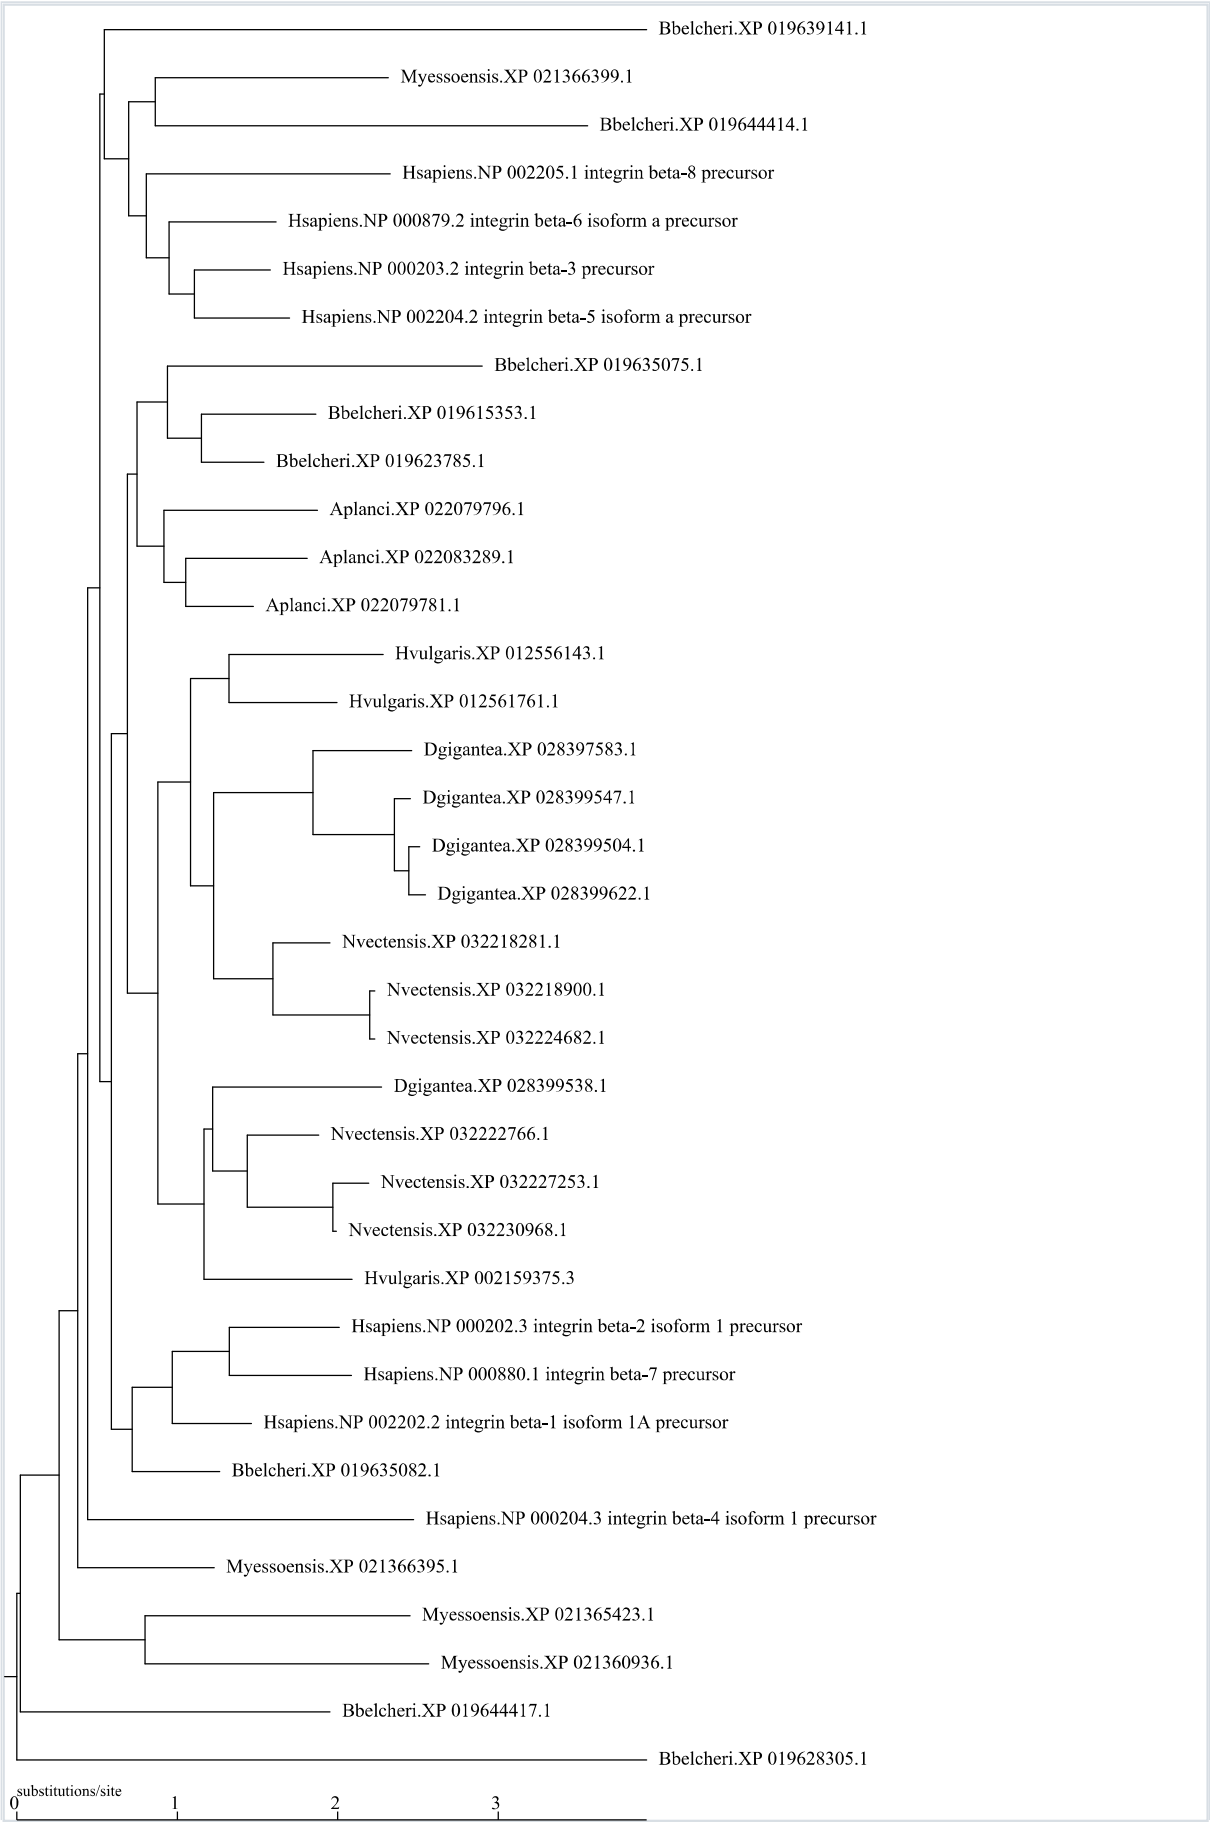 Bbelcheri.XP 019639141.1
Myessoensis.XP 021366399.1
Bbelcheri.XP 019644414.1
Hsapiens.NP 002205.1 integrin beta-8 precursor
Hsapiens.NP 000879.2 integrin beta-6 isoform a precursor
Hsapiens.NP 000203.2 integrin beta-3 precursor
Hsapiens.NP 002204.2 integrin beta-5 isoform a precursor
Bbelcheri.XP 019635075.1
Bbelcheri.XP 019615353.1
Bbelcheri.XP 019623785.1
Aplanci.XP 022079796.1
Aplanci.XP 022083289.1
Aplanci.XP 022079781.1
Hvulgaris.XP 012556143.1
Hvulgaris.XP 012561761.1
Dgigantea.XP 028397583.1
Dgigantea.XP 028399547.1
Dgigantea.XP 028399504.1
Dgigantea.XP 028399622.1
Nvectensis.XP 032218281.1
Nvectensis.XP 032218900.1
Nvectensis.XP 032224682.1
Dgigantea.XP 028399538.1
Nvectensis.XP 032222766.1
Nvectensis.XP 032227253.1
Nvectensis.XP 032230968.1
Hvulgaris.XP 002159375.3
Hsapiens.NP 000202.3 integrin beta-2 isoform 1 precursor
Hsapiens.NP 000880.1 integrin beta-7 precursor
Hsapiens.NP 002202.2 integrin beta-1 isoform 1A precursor
Bbelcheri.XP 019635082.1
Hsapiens.NP 000204.3 integrin beta-4 isoform 1 precursor
Myessoensis.XP 021366395.1
Myessoensis.XP 021365423.1
Myessoensis.XP 021360936.1
Bbelcheri.XP 019644417.1
Bbelcheri.XP 019628305.1
substitutions/site
0 1 2 3